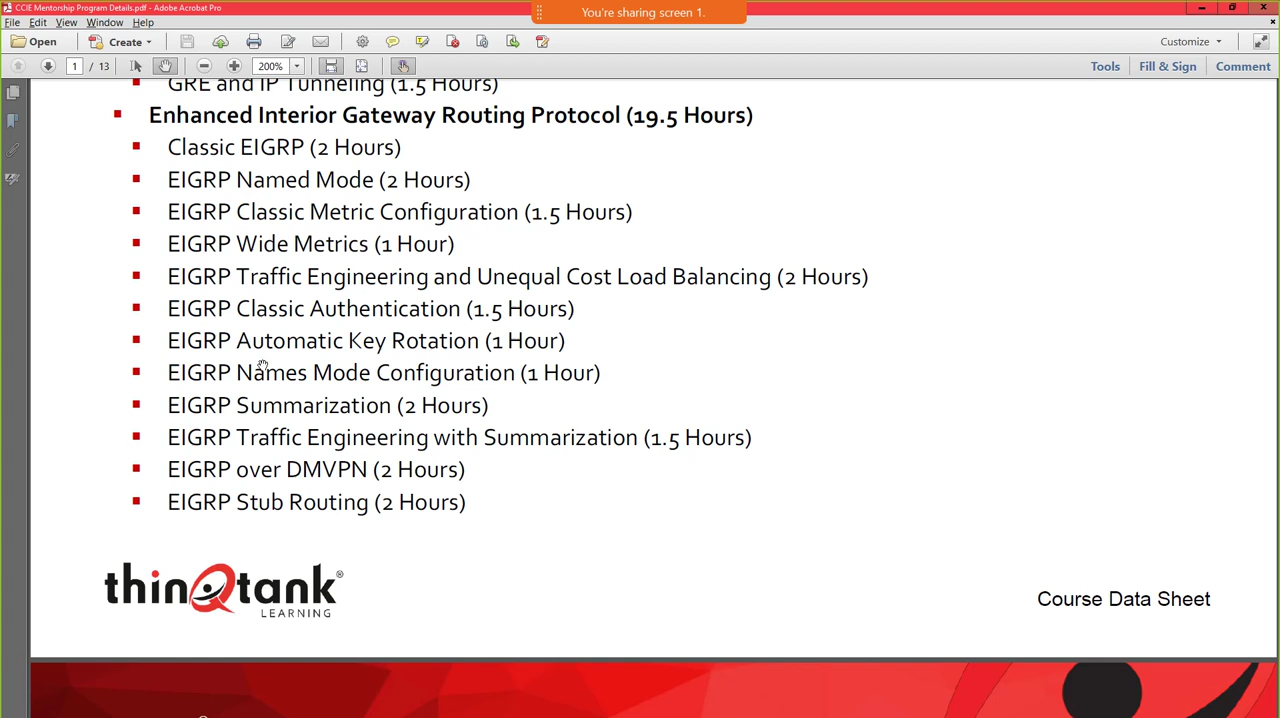 CCIE Mentorship Program Details.pdf - Adobe Acrobat Pro
You're sharing screen 1.
File Edit View Window Help
Open Create Customize
1 / 13 200% Tools Fill & Sign Comment
GRE and IP Tunneling (1.5 Hours)
Enhanced Interior Gateway Routing Protocol (19.5 Hours)
Classic EIGRP (2 Hours)
EIGRP Named Mode (2 Hours)
EIGRP Classic Metric Configuration (1.5 Hours)
EIGRP Wide Metrics (1 Hour)
EIGRP Traffic Engineering and Unequal Cost Load Balancing (2 Hours)
EIGRP Classic Authentication (1.5 Hours)
EIGRP Automatic Key Rotation (1 Hour)
EIGRP Names Mode Configuration (1 Hour)
EIGRP Summarization (2 Hours)
EIGRP Traffic Engineering with Summarization (1.5 Hours)
EIGRP over DMVPN (2 Hours)
EIGRP Stub Routing (2 Hours)
thinQtank®
LEARNING
Course Data Sheet